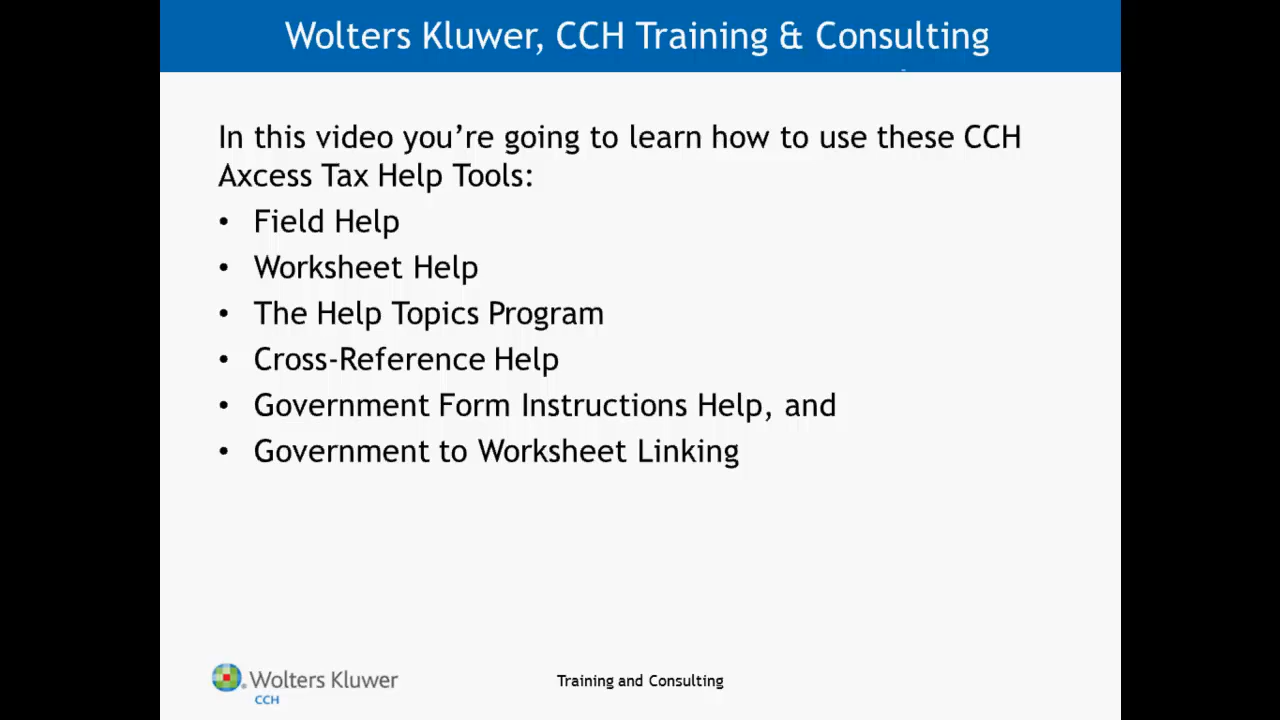 Wolters Kluwer, CCH Training & Consulting
In this video you’re going to learn how to use these CCH
Axcess Tax Help Tools:
• Field Help
• Worksheet Help
• The Help Topics Program
• Cross-Reference Help
• Government Form Instructions Help, and
• Government to Worksheet Linking
Wolters Kluwer
CCH
Training and Consulting